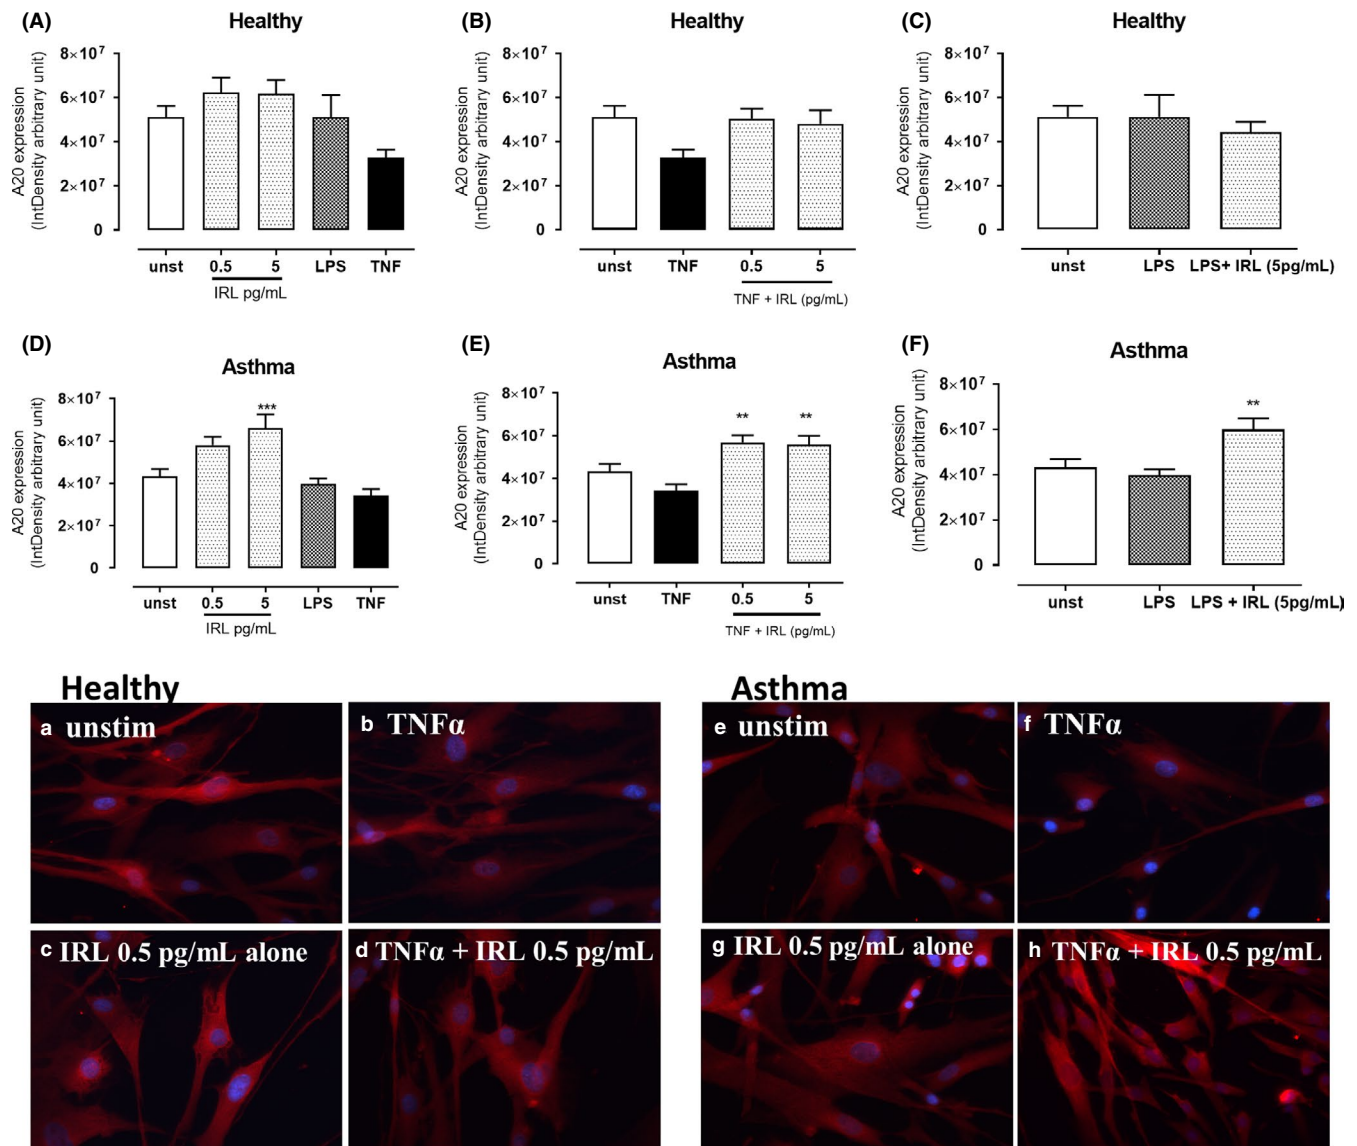 (A)
Healthy
A20 expression
(IntDensity arbitrary unit)
8×10⁷
6×10⁷
4×10⁷
2×10⁷
0
unst 0.5 5 LPS TNF
IRL pg/mL
(B)
Healthy
A20 expression
(IntDensity arbitrary unit)
8×10⁷
6×10⁷
4×10⁷
2×10⁷
0
unst TNF 0.5 5
TNF + IRL (pg/mL)
(C)
Healthy
A20 expression
(IntDensity arbitrary unit)
8×10⁷
6×10⁷
4×10⁷
2×10⁷
0
unst LPS LPS+ IRL (5pg/mL)
(D)
Asthma
A20 expression
(IntDensity arbitrary unit)
8×10⁷
6×10⁷
4×10⁷
2×10⁷
0
***
unst 0.5 5 LPS TNF
IRL pg/mL
(E)
Asthma
A20 expression
(IntDensity arbitrary unit)
8×10⁷
6×10⁷
4×10⁷
2×10⁷
0
** **
unst TNF 0.5 5
TNF + IRL (pg/mL)
(F)
Asthma
A20 expression
(IntDensity arbitrary unit)
8×10⁷
6×10⁷
4×10⁷
2×10⁷
0
**
unst LPS LPS + IRL (5pg/mL)
Healthy
a unstim
b TNFα
c IRL 0.5 pg/mL alone
d TNFα + IRL 0.5 pg/mL
Asthma
e unstim
f TNFα
g IRL 0.5 pg/mL alone
h TNFα + IRL 0.5 pg/mL